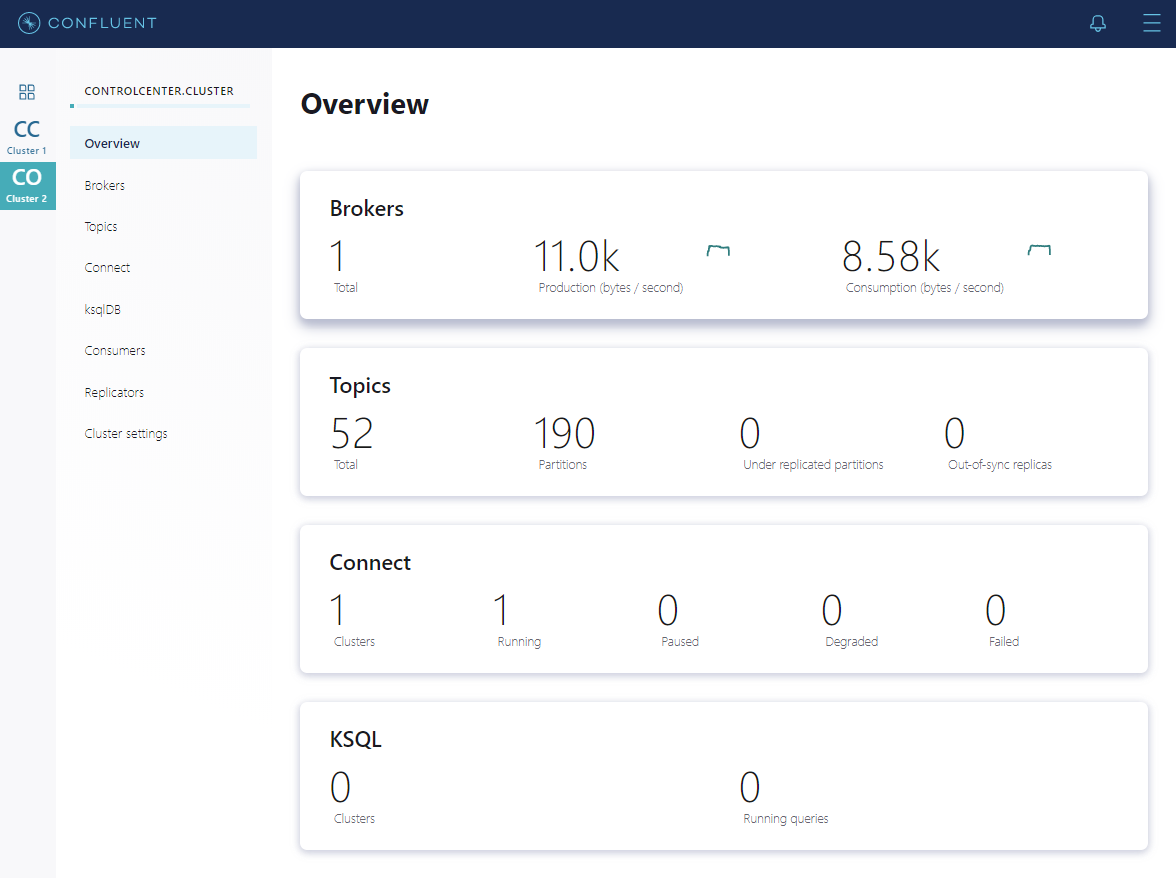 CONFLUENT
CONTROLCENTER.CLUSTER
CC
Cluster 1
CO
Cluster 2
Overview
Brokers
Topics
Connect
ksqlDB
Consumers
Replicators
Cluster settings
Overview
Brokers
1 11.0k 8.58k
Total Production (bytes / second) Consumption (bytes / second)
Topics
52 190 0 0
Total Partitions Under replicated partitions Out-of-sync replicas
Connect
1 1 0 0 0
Clusters Running Paused Degraded Failed
KSQL
0 0
Clusters Running queries